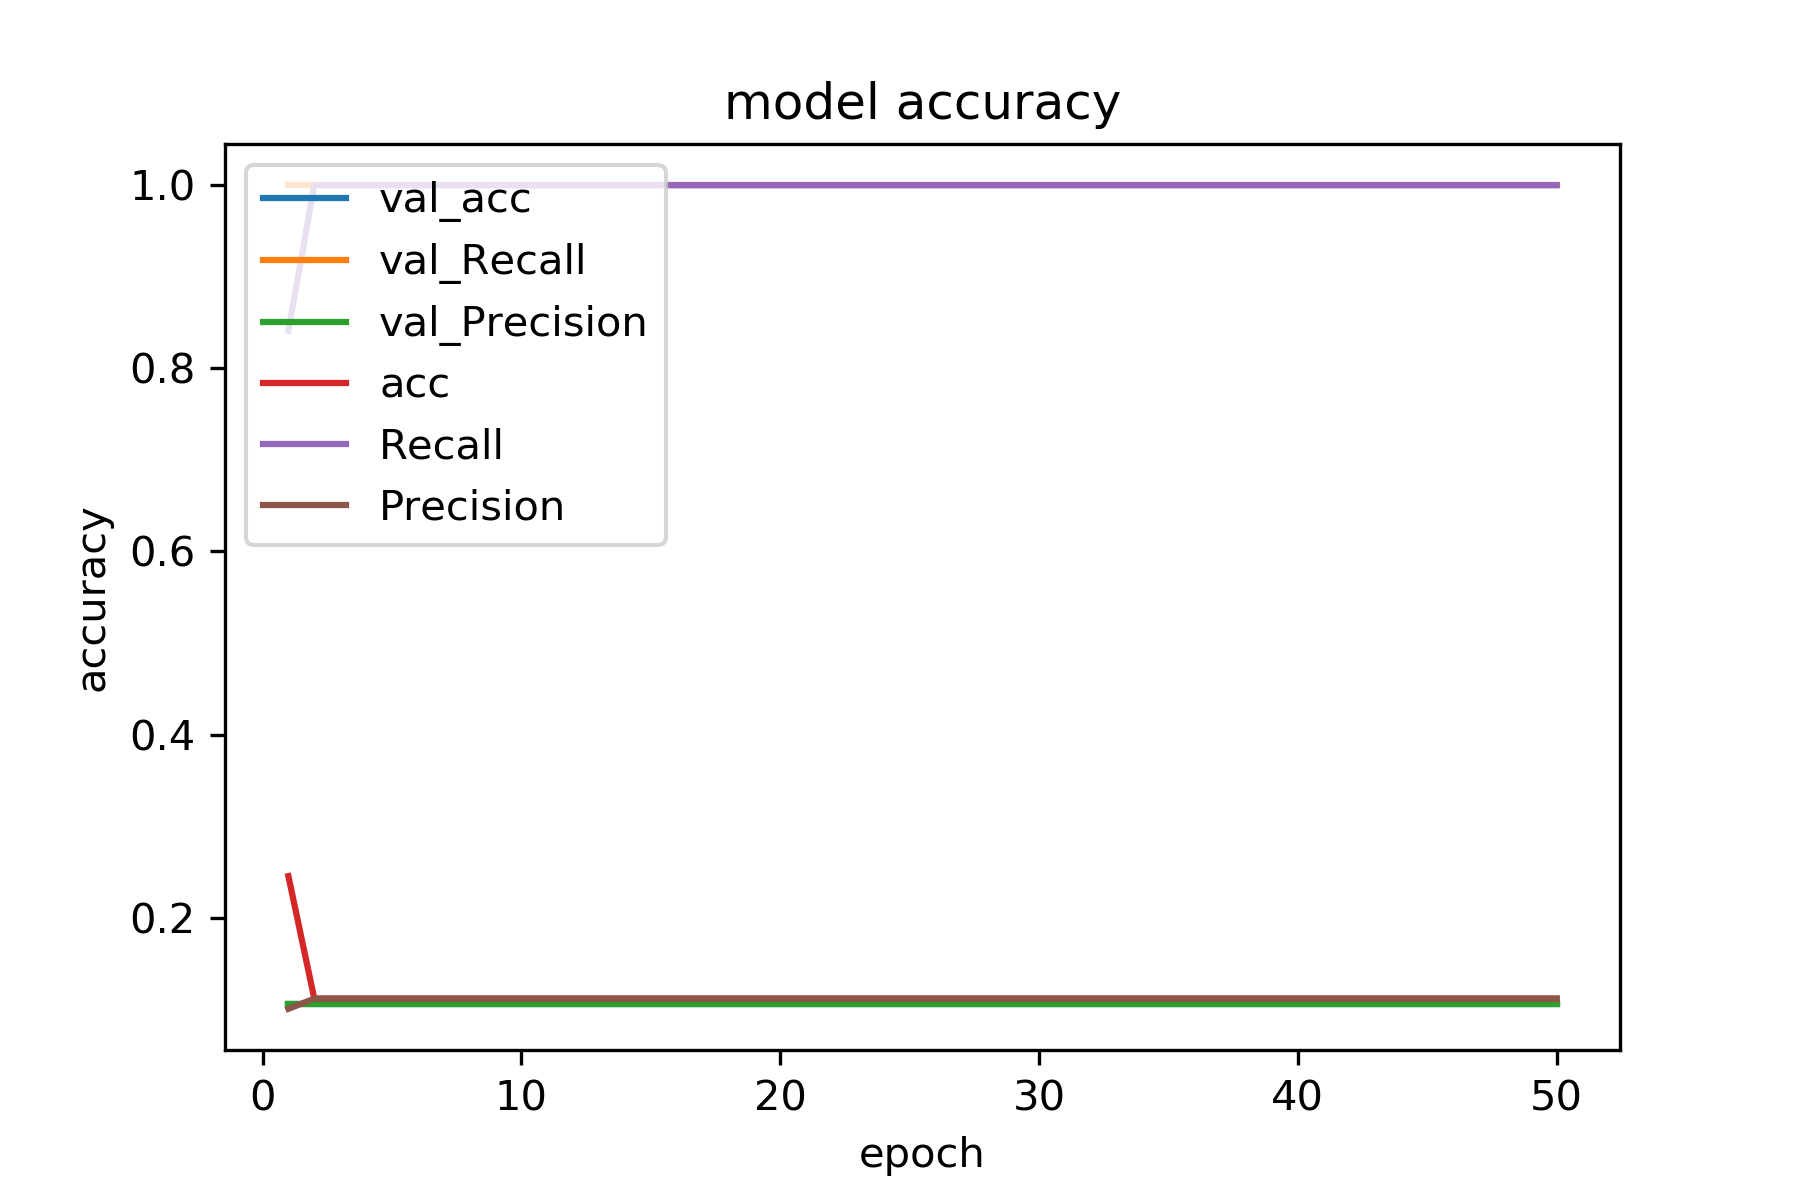 model accuracy
accuracy
1.0
0.8
0.6
0.4
0.2
val_acc
val_Recall
val_Precision
acc
Recall
Precision
0 10 20 30 40 50
epoch